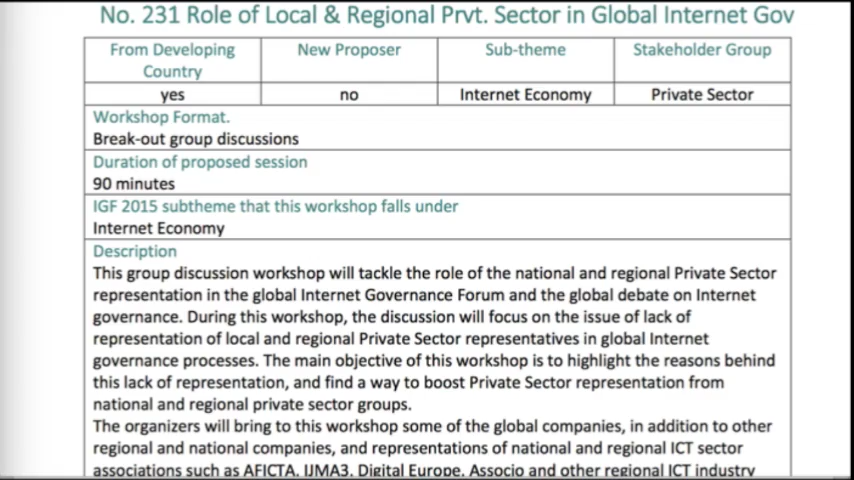 No. 231 Role of Local & Regional Prvt. Sector in Global Internet Gov
From Developing Country
New Proposer
Sub-theme
Stakeholder Group
yes
no
Internet Economy
Private Sector
Workshop Format.
Break-out group discussions
Duration of proposed session
90 minutes
IGF 2015 subtheme that this workshop falls under
Internet Economy
Description
This group discussion workshop will tackle the role of the national and regional Private Sector
representation in the global Internet Governance Forum and the global debate on Internet
governance. During this workshop, the discussion will focus on the issue of lack of
representation of local and regional Private Sector representatives in global Internet
governance processes. The main objective of this workshop is to highlight the reasons behind
this lack of representation, and find a way to boost Private Sector representation from
national and regional private sector groups.
The organizers will bring to this workshop some of the global companies, in addition to other
regional and national companies, and representations of national and regional ICT sector
associations such as AFICTA, IJMA3, Digital Europe, Associo and other regional ICT industry